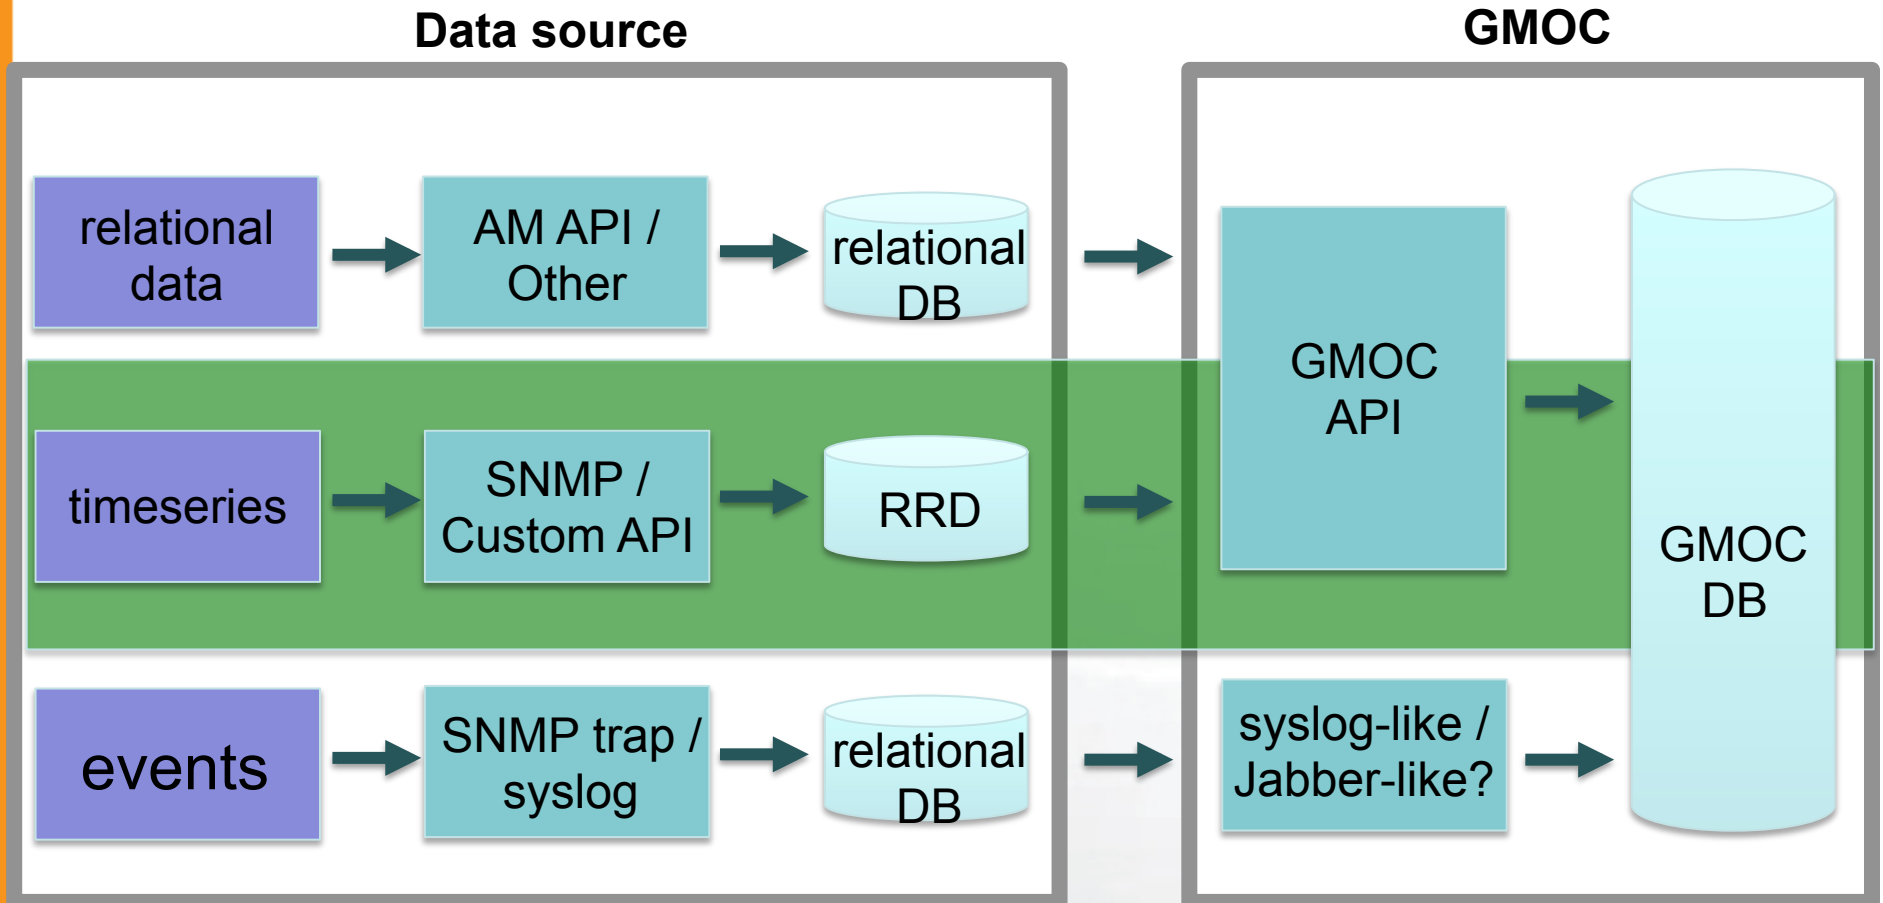 Data source
GMOC
relational
data
AM API /
Other
relational
DB
GMOC
API
timeseries
SNMP /
Custom API
RRD
GMOC
DB
events
SNMP trap /
syslog
relational
DB
syslog-like /
Jabber-like?